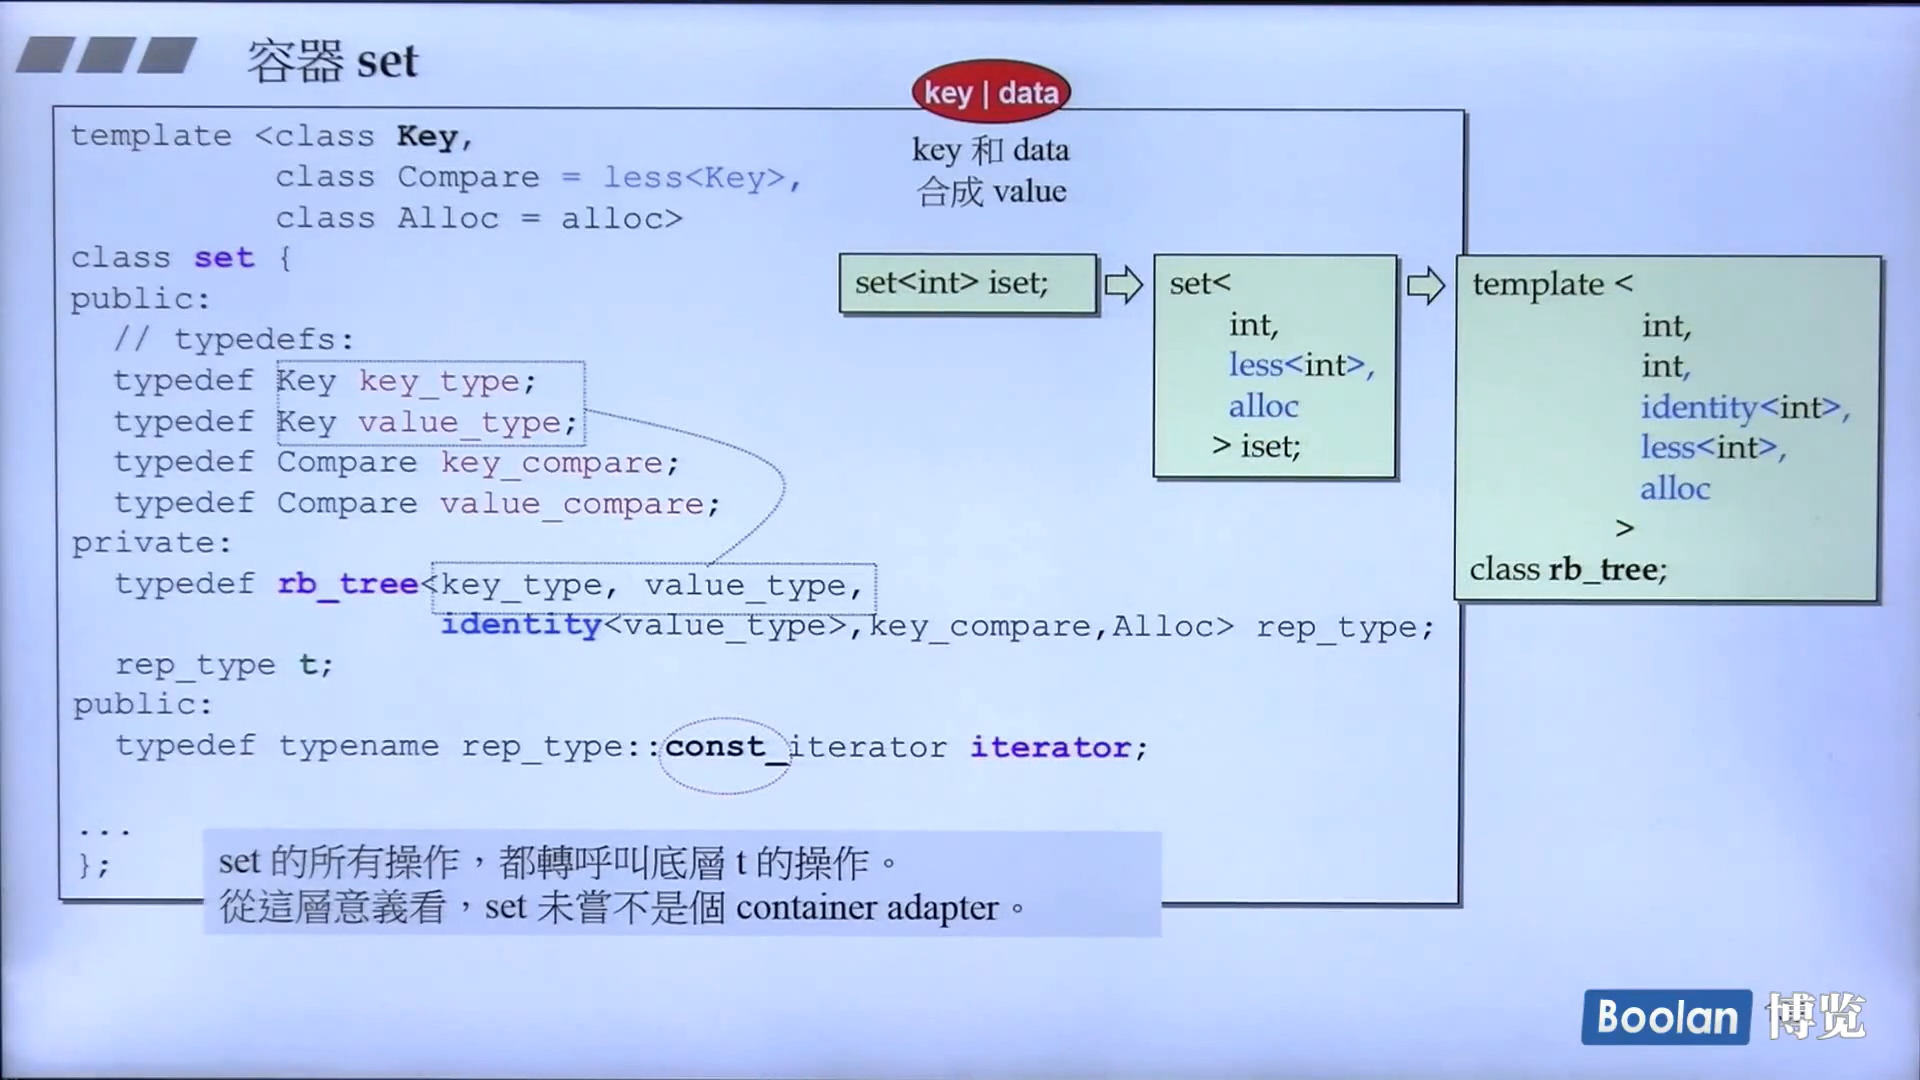 容器 set
key | data
key 和 data
合成 value
template <class Key,
class Compare = less<Key>,
class Alloc = alloc>
class set {
public:
// typedefs:
typedef Key key_type;
typedef Key value_type;
typedef Compare key_compare;
typedef Compare value_compare;
private:
typedef rb_tree<key_type, value_type,
identity<value_type>,key_compare,Alloc> rep_type;
rep_type t;
public:
typedef typename rep_type::const_iterator iterator;
...
};
set<int> iset;
set<
int,
less<int>,
alloc
> iset;
template <
int,
int,
identity<int>,
less<int>,
alloc
>
class rb_tree;
set 的所有操作，都轉呼叫底層 t 的操作。
從這層意義看，set 未嘗不是個 container adapter。
Boolan 博览